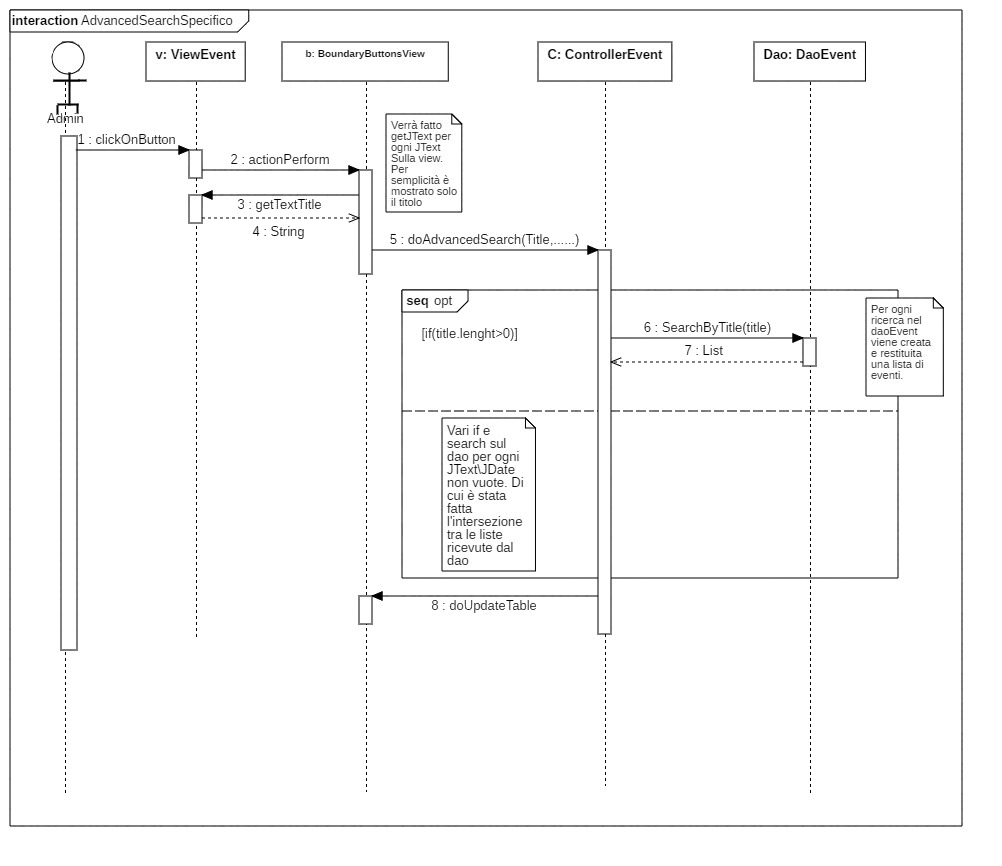 interaction AdvancedSearchSpecifico
v: ViewEvent
b: BoundaryButtonsView
C: ControllerEvent
Dao: DaoEvent
Admin
1 : clickOnButton
2 : actionPerform
Verrà fatto
getJText per
ogni JText
Sulla view.
Per
semplicità è
mostrato solo
il titolo
3 : getTextTitle
4 : String
5 : doAdvancedSearch(Title,......)
seq opt
[if(title.lenght>0)]
6 : SearchByTitle(title)
7 : List
Per ogni
ricerca nel
daoEvent
viene creata
e restituita
una lista di
eventi.
Vari if e
search sul
dao per ogni
JText\JDate
non vuote. Di
cui è stata
fatta
l'intersezione
tra le liste
ricevute dal
dao
8 : doUpdateTable